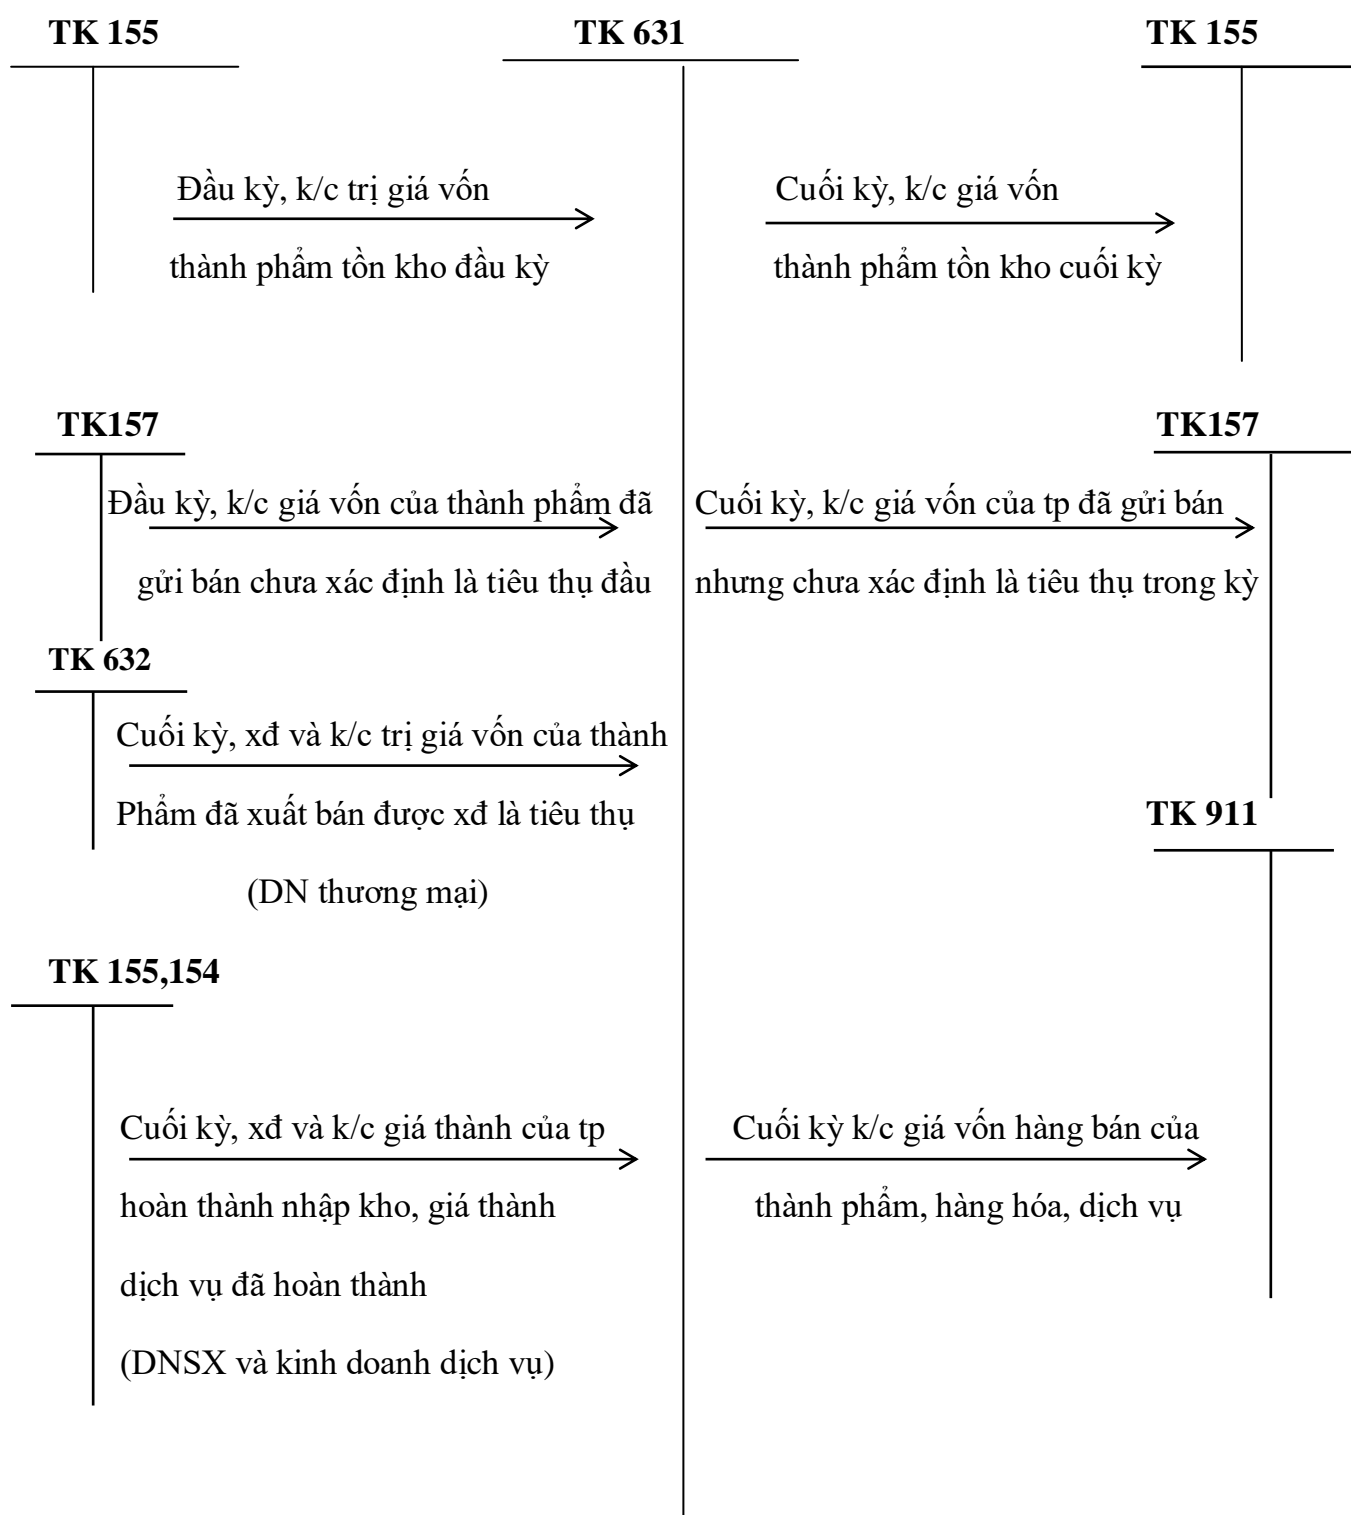 TK 155
TK 631
TK 155
Đầu kỳ, k/c trị giá vốn
thành phẩm tồn kho đầu kỳ
Cuối kỳ, k/c giá vốn
thành phẩm tồn kho cuối kỳ
TK157
TK157
Đầu kỳ, k/c giá vốn của thành phẩm đã
gửi bán chưa xác định là tiêu thụ đầu
Cuối kỳ, k/c giá vốn của tp đã gửi bán
nhưng chưa xác định là tiêu thụ trong kỳ
TK 632
Cuối kỳ, xđ và k/c trị giá vốn của thành
Phẩm đã xuất bán được xđ là tiêu thụ
(DN thương mại)
TK 911
TK 155,154
Cuối kỳ, xđ và k/c giá thành của tp
hoàn thành nhập kho, giá thành
dịch vụ đã hoàn thành
(DNSX và kinh doanh dịch vụ)
Cuối kỳ k/c giá vốn hàng bán của
thành phẩm, hàng hóa, dịch vụ